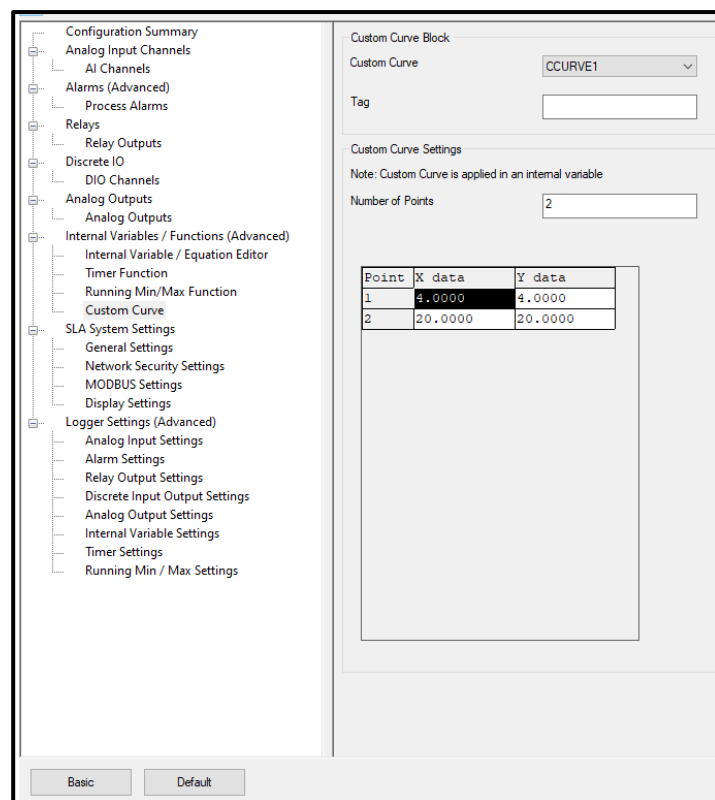 Configuration Summary
Analog Input Channels
AI Channels
Alarms (Advanced)
Process Alarms
Relays
Relay Outputs
Discrete IO
DIO Channels
Analog Outputs
Analog Outputs
Internal Variables / Functions (Advanced)
Internal Variable / Equation Editor
Timer Function
Running Min/Max Function
Custom Curve
SLA System Settings
General Settings
Network Security Settings
MODBUS Settings
Display Settings
Logger Settings (Advanced)
Analog Input Settings
Alarm Settings
Relay Output Settings
Discrete Input Output Settings
Analog Output Settings
Internal Variable Settings
Timer Settings
Running Min / Max Settings
Basic
Default
Custom Curve Block
Custom Curve
CCURVE1
Tag
Custom Curve Settings
Note: Custom Curve is applied in an internal variable
Number of Points
2
Point X data Y data
1 4.0000 4.0000
2 20.0000 20.0000